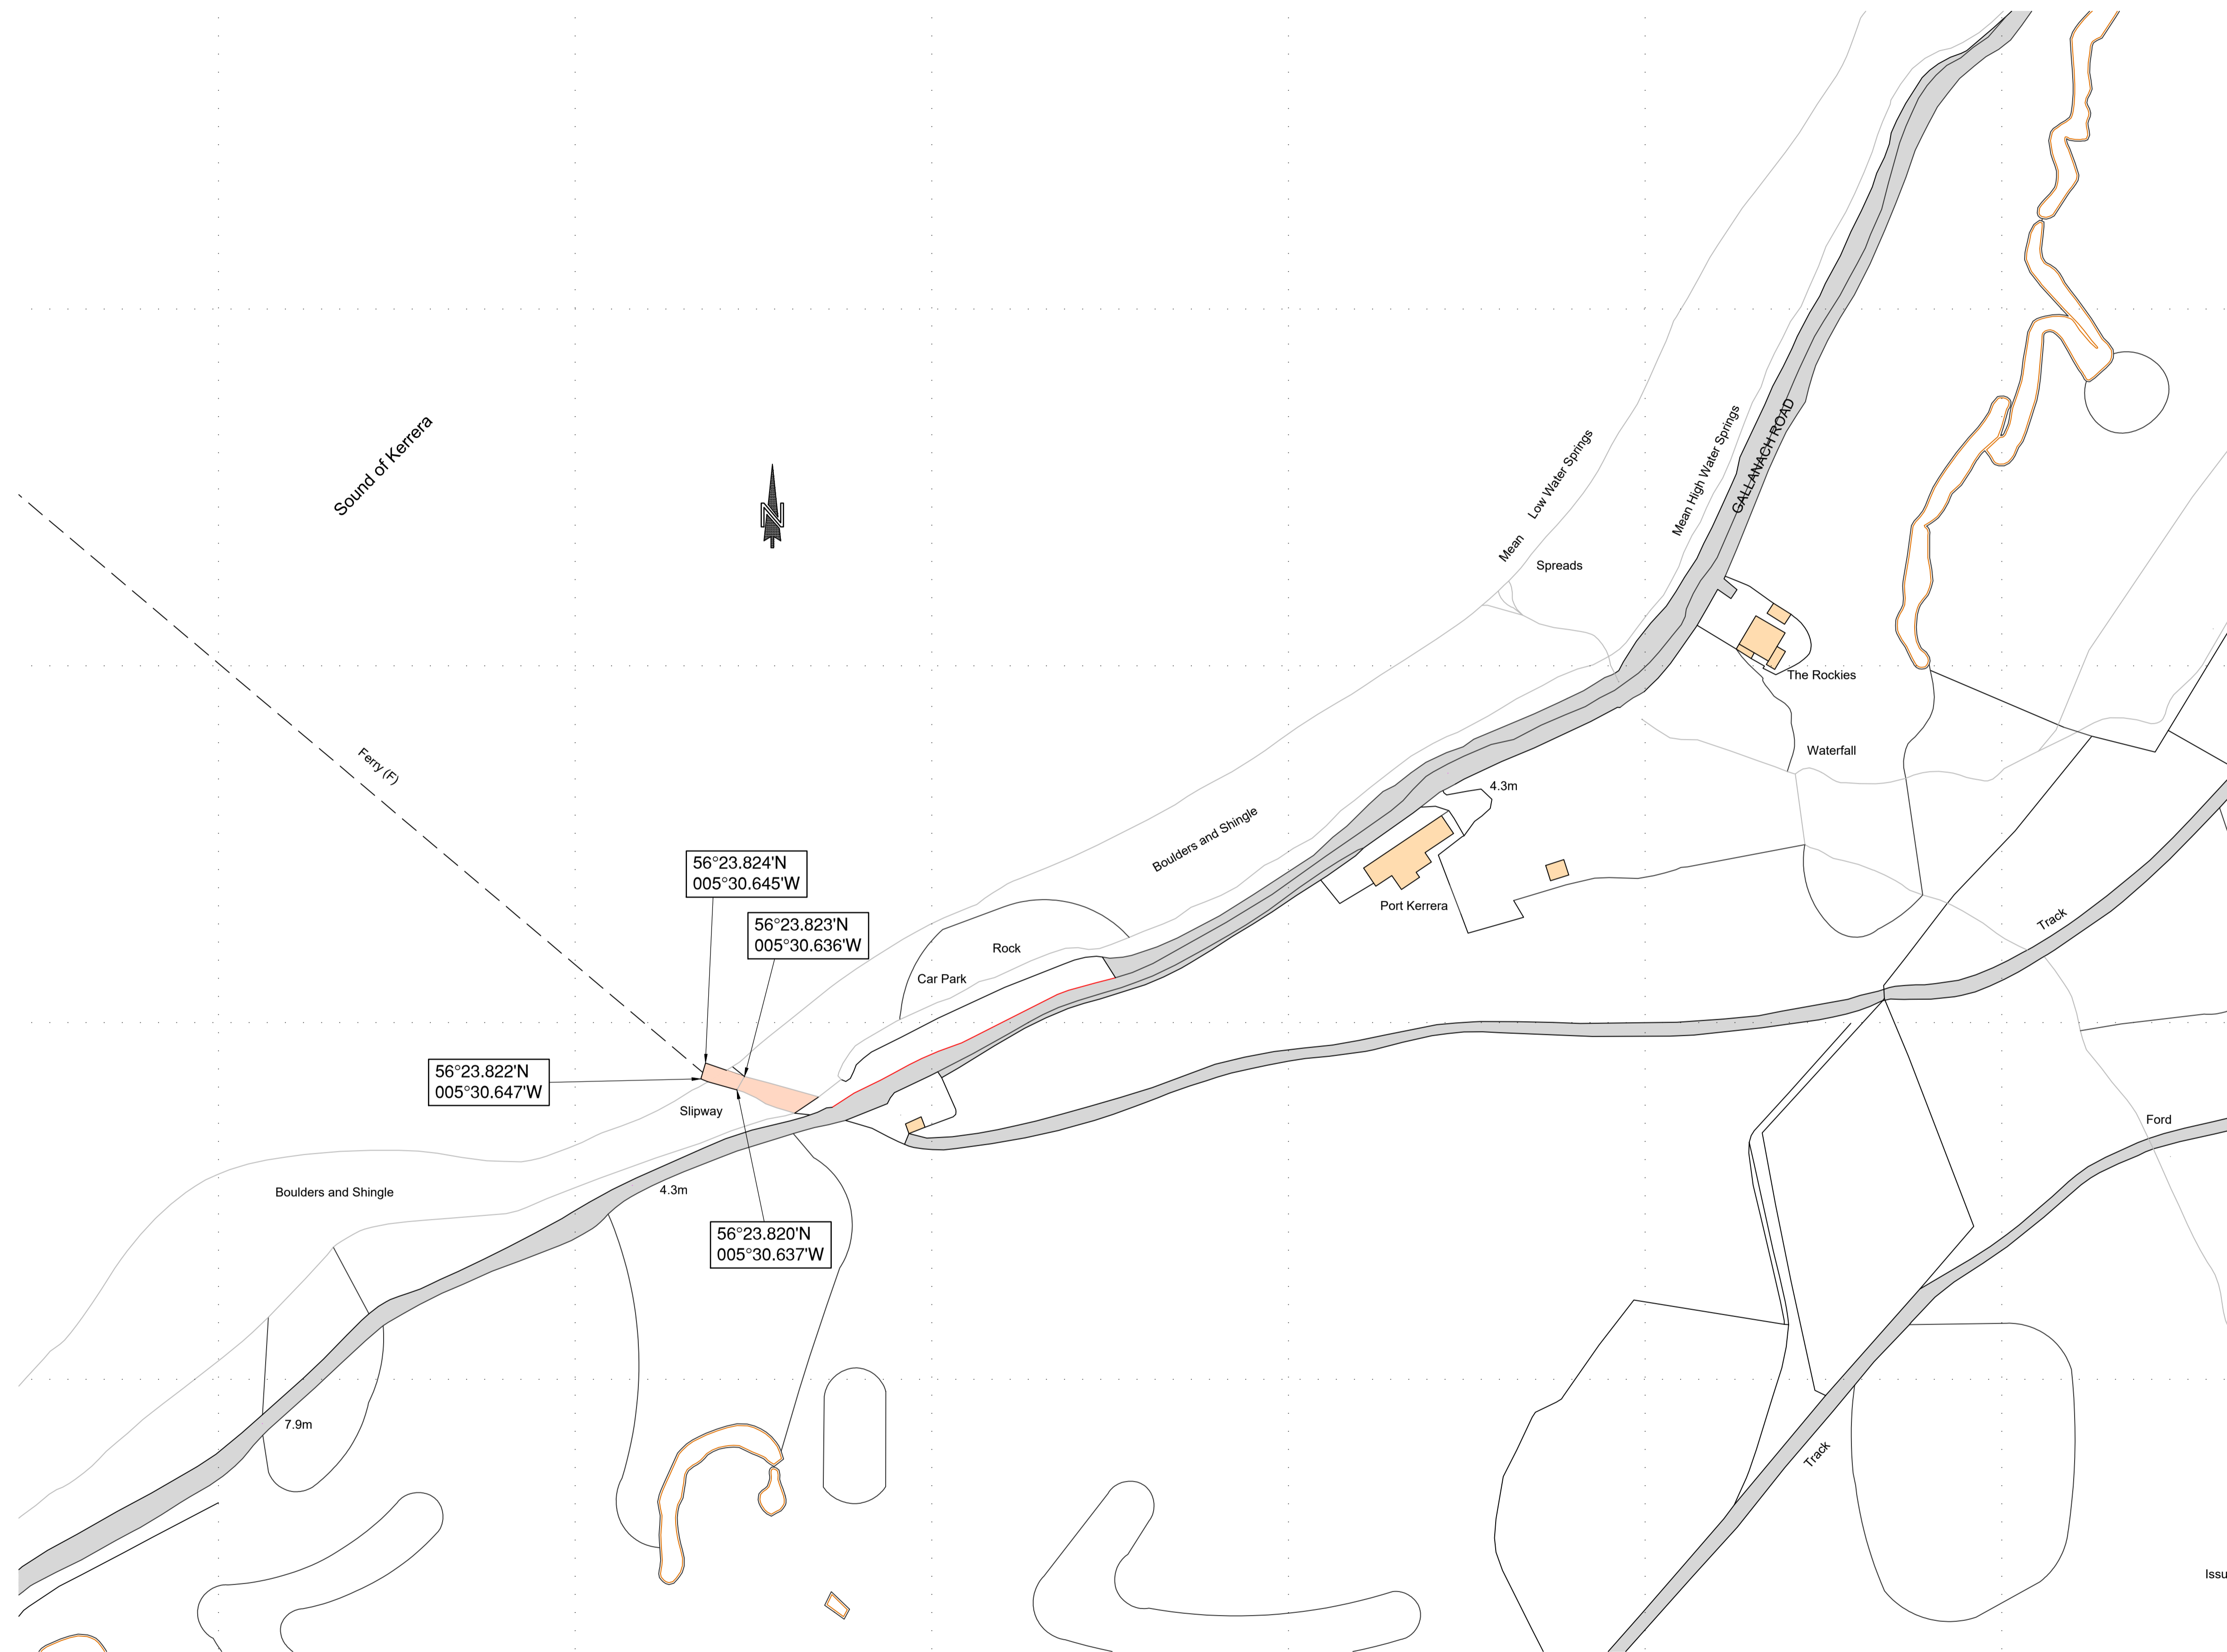 Sound of Kerrera
N
Mean Low Water Springs
Mean High Water Springs
GALLANACH ROAD
Spreads
The Rockies
Waterfall
Ferry (F)
4.3m
Boulders and Shingle
56°23.824'N
005°30.645'W
56°23.823'N
005°30.636'W
Port Kerrera
Track
Rock
Car Park
56°23.822'N
005°30.647'W
Slipway
Ford
Boulders and Shingle
4.3m
56°23.820'N
005°30.637'W
7.9m
Track
Issu